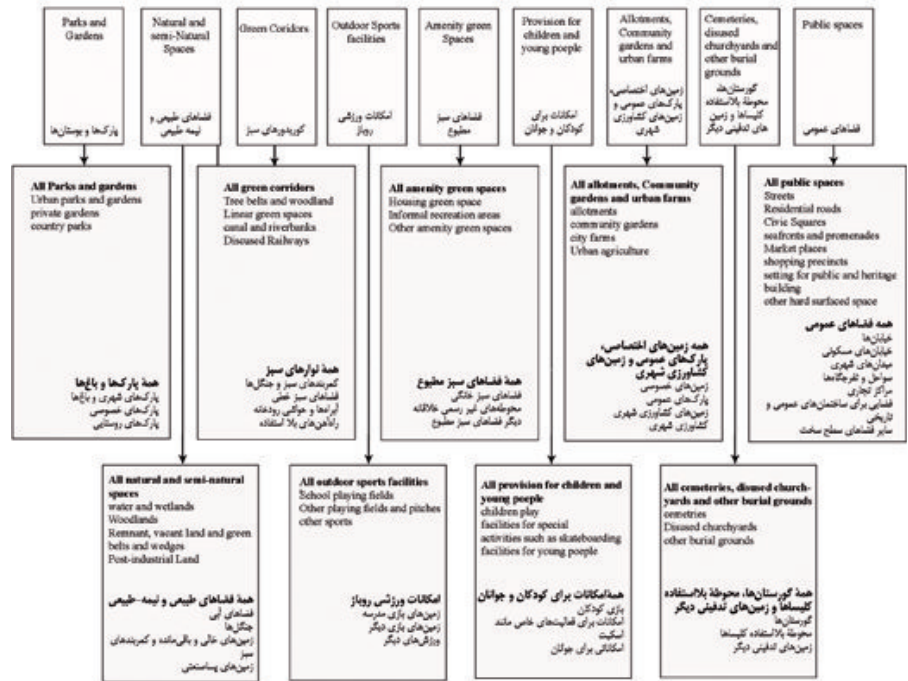 Parks and
Gardens
پارک‌ها و بوستان‌ها
Natural and
semi-Natural
Spaces
فضاهای طبیعی و
نیمه طبیعی
Green Coridors
کوریدورهای سبز
Outdoor Sports
facilities
امکانات ورزشی
روباز
Amenity green
Spaces
فضاهای سبز
مطبوع
Provision for
children and
young poeple
امکانات برای
کودکان و جوانان
Allotments,
Community
gardens and
urban farms
زمین‌های اختصاصی،
پارک‌های عمومی و
زمین‌های کشاورزی
شهری
Cemeteries,
disused
churchyards and
other burial
grounds
گورستان‌ها،
محوطهٔ بلااستفاده
کلیساها و زمین
های تدفینی دیگر
Public spaces
فضاهای عمومی
All Parks and gardens
Urban parks and gardens
private gardens
country parks
همهٔ پارک‌ها و باغ‌ها
پارک‌های شهری و باغ‌ها
پارک‌های خصوسی
پارک‌های روستایی
All green corridors
Tree belts and woodland
Linear green spaces
canal and riverbanks
Discused Railways
همهٔ نوارهای سبز
کمربندهای سبز و جنگل‌ها
فضاهای سبز خطی
آبراه‌ها و حواشی رودخانه
راه‌آهن‌های بلا استفاده
All amenity green spaces
Housing green space
Informal recreation areas
Other amenity green spaces
همهٔ فضاهای سبز مطبوع
فضاهای سبز خانگی
محوطه‌های غیر رسمی خلاقانه
دیگر فضاهای سبز مطبوع
All allotments, Community
gardens and urban farms
allotments
community gardens
city farms
Urban agriculture
همه زمین‌های اختصاصی،
پارک‌های عمومی و زمین‌های
کشاورزی شهری
زمین‌های خصوسی
پارک‌های عمومی
زمین‌های کشاورزی شهری
کشاورزی شهری
All public spaces
Streets
Residential roads
Civic Squares
seafronts and promenades
Market places
shopping precincts
setting for public and heritage
building
other hard surfaced space
همه فضاهای عمومی
خیابان‌ها
خیابان‌های مسکونی
میدان‌های شهری
سواحل و تفرجگاه‌ها
مراکز تجاری
فضایی برای ساختمان‌های عمومی و
تاریخی
سایر فضاهای سطح سخت
All natural and semi-natural
spaces
water and wetlands
Woodlands
Remnant, vacant land and green
belts and wedges
Post-industrial Land
همهٔ فضاهای طبیعی و نیمه-طبیعی
فضاهای آبی
جنگل‌ها
زمین‌های خالی و باقی‌مانده و کمربندهای
سبز
زمین‌های پساصنعتی
All outdoor sports facilities
School playing fields
Other playing fields and pitches
other sports
امکانات ورزشی روباز
زمین‌های بازی مدرسه
زمین‌های بازی دیگر
ورزش‌های دیگر
All provision for children and
young poeple
children play
facilities for special
activities such as skateboarding
facilities for young poeple
همهٔ‌امکانات برای کودکان و جوانان
بازی کودکان
امکانات برای فعالیت‌های خاص مانند
اسکیت
امکاناتی برای جوانان
All cemeteries, disused church-
yards and other burial grounds
cemetries
Disused churchyards
other burial grounds
همهٔ گورستان‌ها، محوطهٔ بلااستفاده
کلیساها و زمین‌های تدفینی دیگر
گورستان‌ها
محوطهٔ بلااستفاده کلیساها
زمین‌های تدفینی دیگر